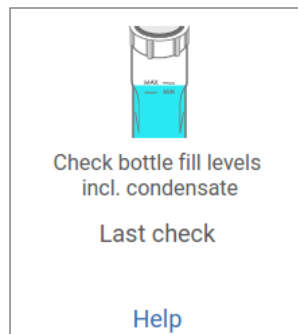 MAX
MIN
Check bottle fill levels
incl. condensate
Last check
Help